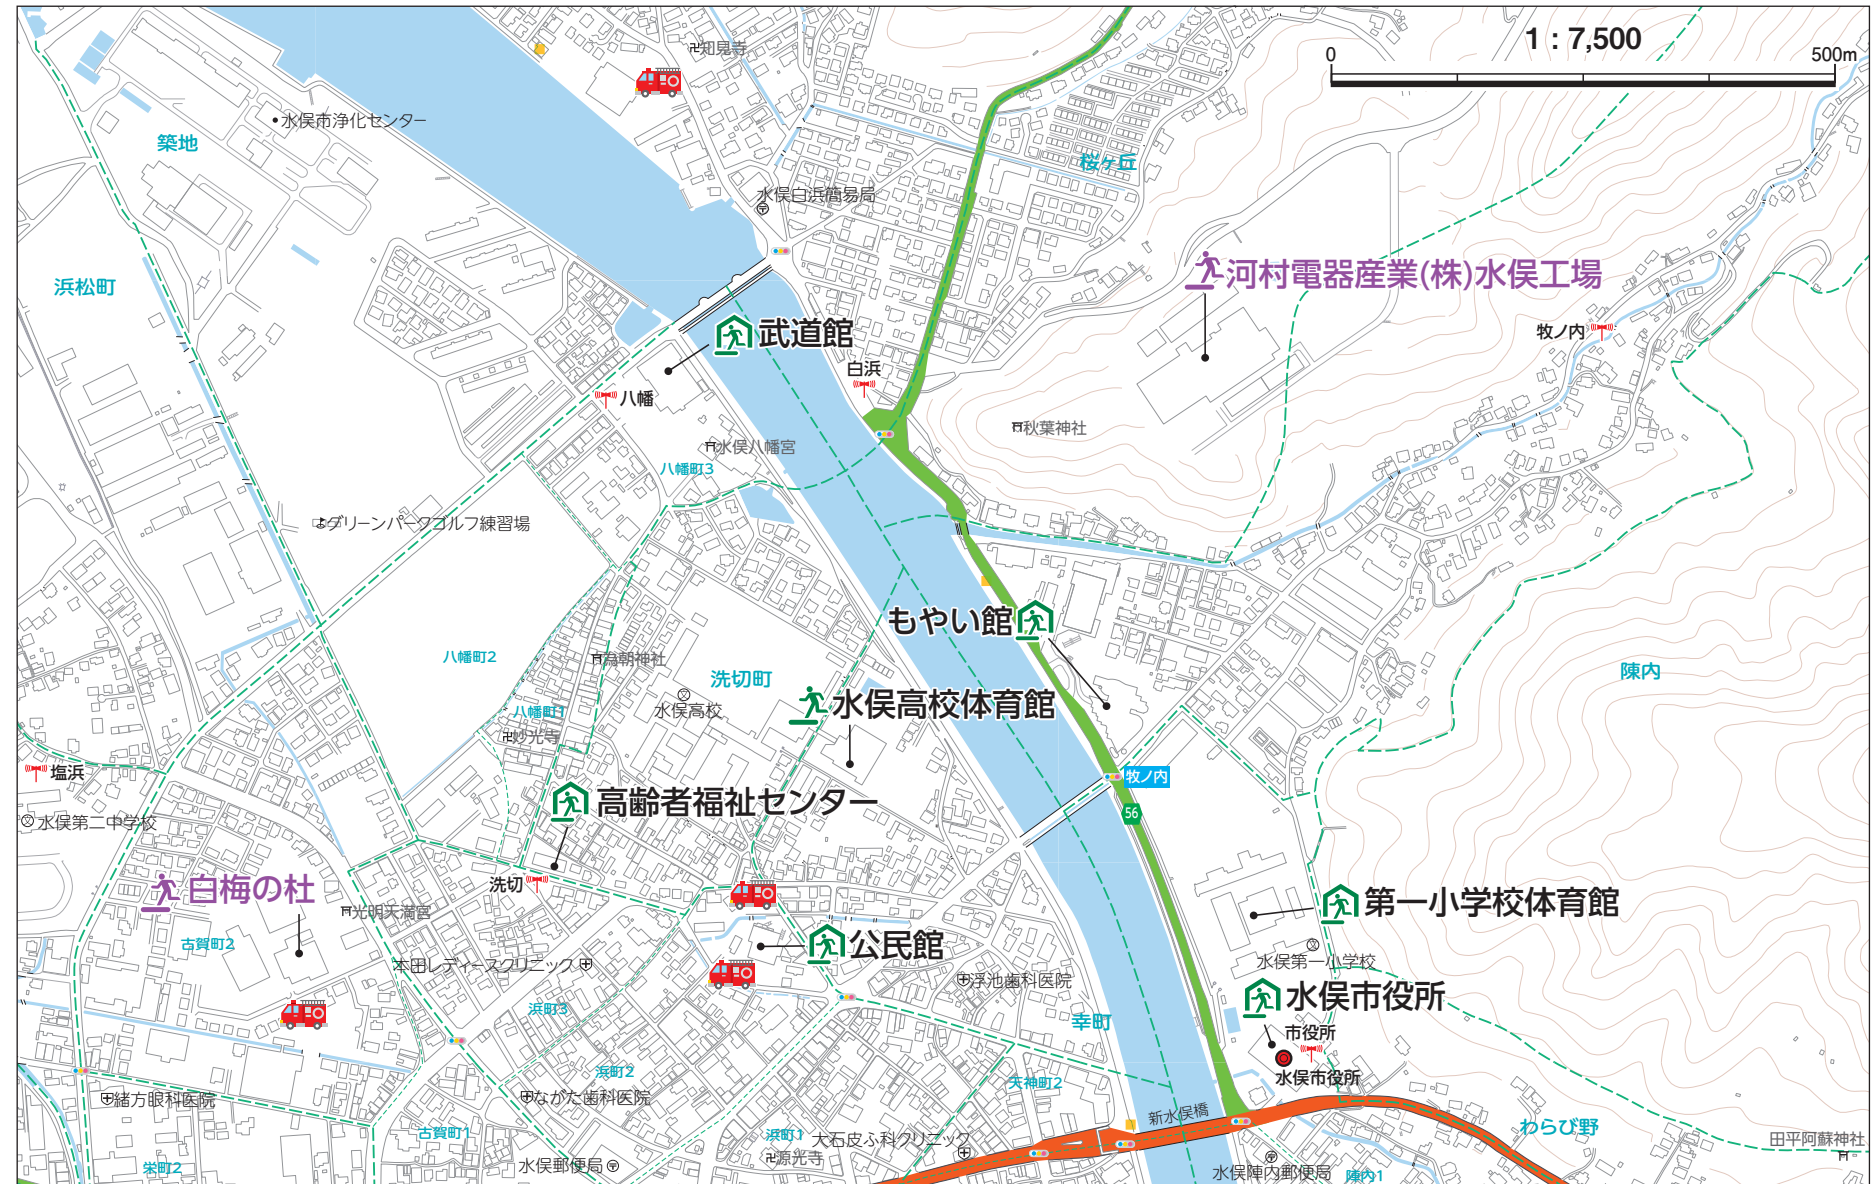 1 : 7,500
0
500m
卍知見寺
水俣市浄化センター
築地
桜ヶ丘
水俣白浜簡易局
河村電器産業(株)水俣工場
浜松町
牧ノ内
武道館
白浜
八幡
秋葉神社
水俣八幡宮
八幡町3
グリーンパークゴルフ練習場
もやい館
八幡町2
為朝神社
洗切町
陳内
水俣高校
水俣高校体育館
八幡町1
卍妙光寺
塩浜
牧ノ内
高齢者福祉センター
56
水俣第二中学校
洗切
白梅の杜
第一小学校体育館
光明天満宮
古賀町2
公民館
水俣第一小学校
本田レディースクリニック
浮池歯科医院
水俣市役所
浜町3
幸町
市役所
水俣市役所
浜町2
天神町2
緒方眼科医院
ながた歯科医院
新水俣橋
わらび野
古賀町1
浜町1
大石皮ふ科クリニック
田平阿蘇神社
栄町2
水俣郵便局
卍源光寺
水俣陣内郵便局
陣内1